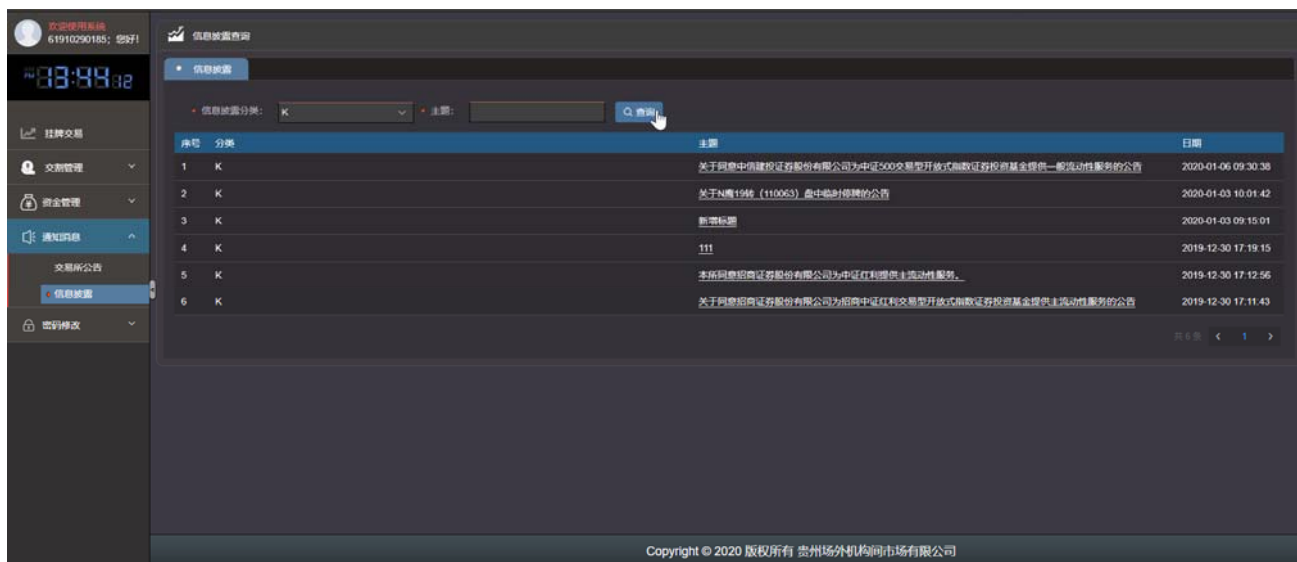 欢迎使用系统
61910290185; 您好!
PM 13:44 12
挂牌交易
交割管理
资金管理
通知消息
交易所公告
信息披露
密码修改
信息披露查询
信息披露
信息披露分类: K 主题: 查询
序号 分类 主题 日期
1 K 关于同意中信建投证券股份有限公司为中证500交易型开放式指数证券投资基金提供一般流动性服务的公告 2020-01-06 09:30:38
2 K 关于N鹰19转 (110063) 盘中临时停牌的公告 2020-01-03 10:01:42
3 K 新增标题 2020-01-03 09:15:01
4 K 111 2019-12-30 17:19:15
5 K 本所同意招商证券股份有限公司为中证红利提供主流动性服务。 2019-12-30 17:12:56
6 K 关于同意招商证券股份有限公司为招商中证红利交易型开放式指数证券投资基金提供主流动性服务的公告 2019-12-30 17:11:43
共 6 条 < 1 >
Copyright © 2020 版权所有 贵州场外机构间市场有限公司